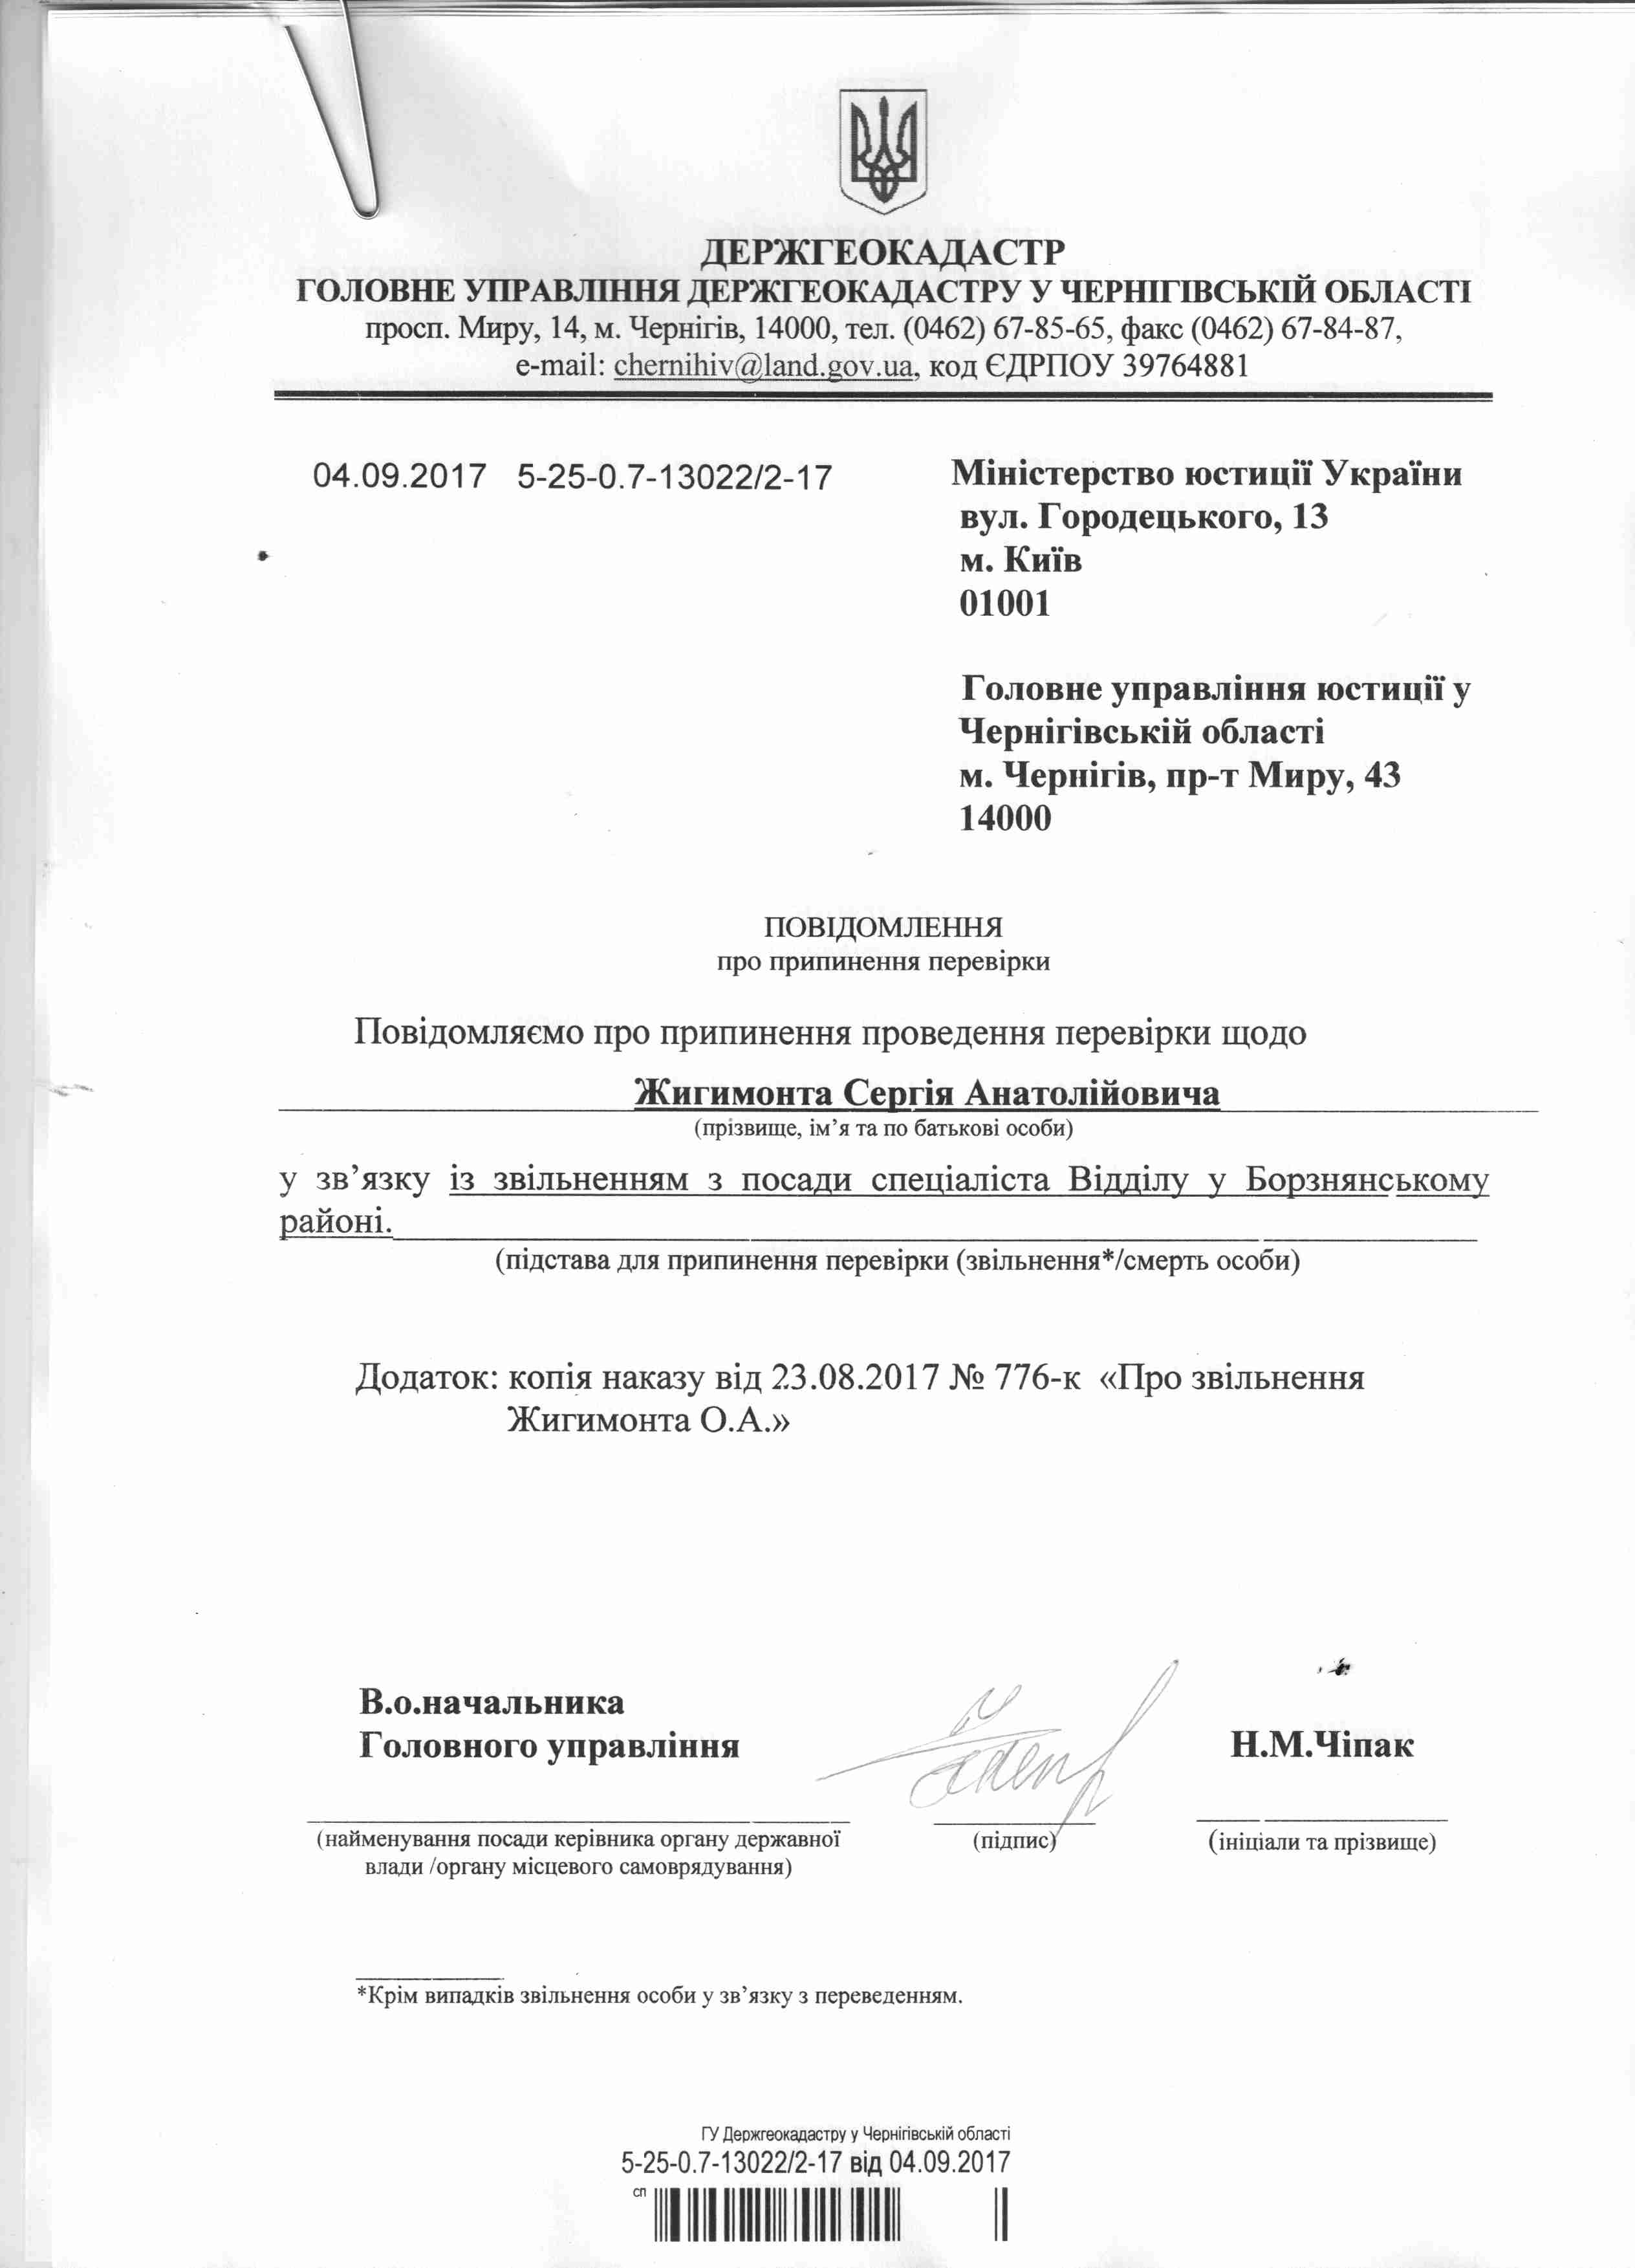 ДЕРЖГЕОКАДАСТР
ГОЛОВНЕ УПРАВЛІННЯ ДЕРЖГЕОКАДАСТРУ У ЧЕРНІГІВСЬКІЙ ОБЛАСТІ
просп. Миру, 14, м. Чернігів, 14000, тел. (0462) 67-85-65, факс (0462) 67-84-87,
e-mail: chernihiv@land.gov.ua, код ЄДРПОУ 39764881
04.09.2017 5-25-0.7-13022/2-17
Міністерство юстиції України
вул. Городецького, 13
м. Київ
01001
Головне управління юстиції у
Чернігівській області
м. Чернігів, пр-т Миру, 43
14000
ПОВІДОМЛЕННЯ
про припинення перевірки
Повідомляємо про припинення проведення перевірки щодо
Жигимонта Сергія Анатолійовича
(прізвище, ім’я та по батькові особи)
у зв’язку із звільненням з посади спеціаліста Відділу у Борзнянському
районі.
(підстава для припинення перевірки (звільнення*/смерть особи)
Додаток: копія наказу від 23.08.2017 № 776-к «Про звільнення
Жигимонта О.А.»
В.о.начальника
Головного управління
Н.М.Чіпак
(найменування посади керівника органу державної
влади /органу місцевого самоврядування)
(підпис)
(ініціали та прізвище)
*Крім випадків звільнення особи у зв’язку з переведенням.
ГУ Держгеокадастру у Чернігівській області
5-25-0.7-13022/2-17 від 04.09.2017
сп